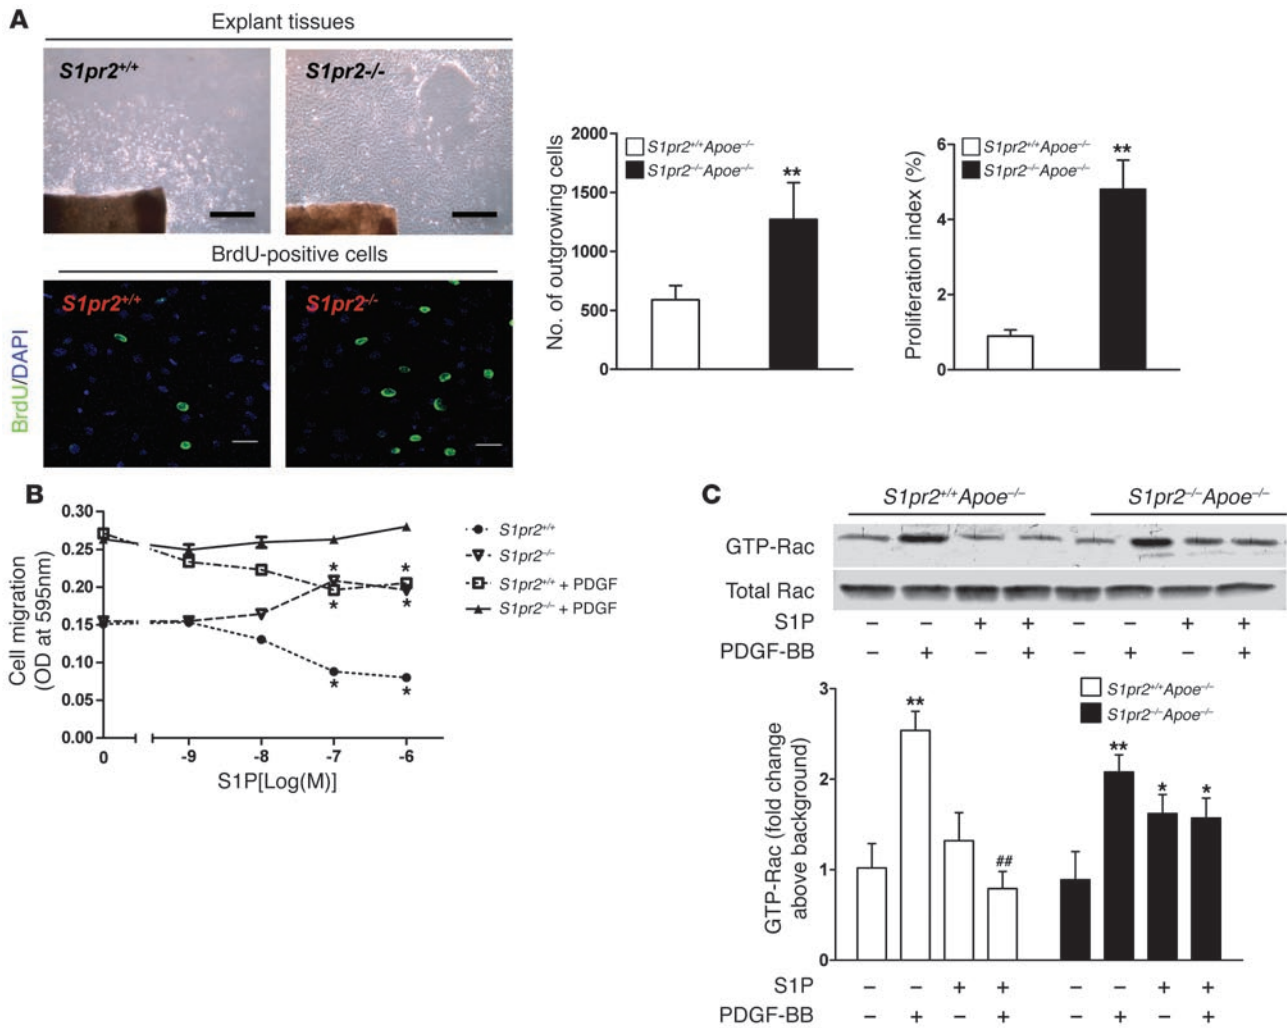 A
Explant tissues
S1pr2+/+
S1pr2-/-
BrdU-positive cells
S1pr2+/+
S1pr2-/-
BrdU/DAPI
No. of outgrowing cells
2000
1500
1000
500
0
S1pr2+/+Apoe–/–
S1pr2–/–Apoe–/–
**
Proliferation index (%)
6
4
2
0
S1pr2+/+Apoe–/–
S1pr2–/–Apoe–/–
**
B
Cell migration
(OD at 595nm)
0.30
0.25
0.20
0.15
0.10
0.05
0.00
* *
* *
* *
0 -9 -8 -7 -6
S1P[Log(M)]
S1pr2+/+
S1pr2–/–
S1pr2+/+ + PDGF
S1pr2–/– + PDGF
C
S1pr2+/+Apoe–/– S1pr2–/–Apoe–/–
GTP-Rac
Total Rac
S1P – – + + – – + +
PDGF-BB – + – + – + – +
GTP-Rac (fold change
above background)
3
2
1
0
S1pr2+/+Apoe–/–
S1pr2–/–Apoe–/–
** ## ** * *
S1P – – + + – – + +
PDGF-BB – + – + – + – +